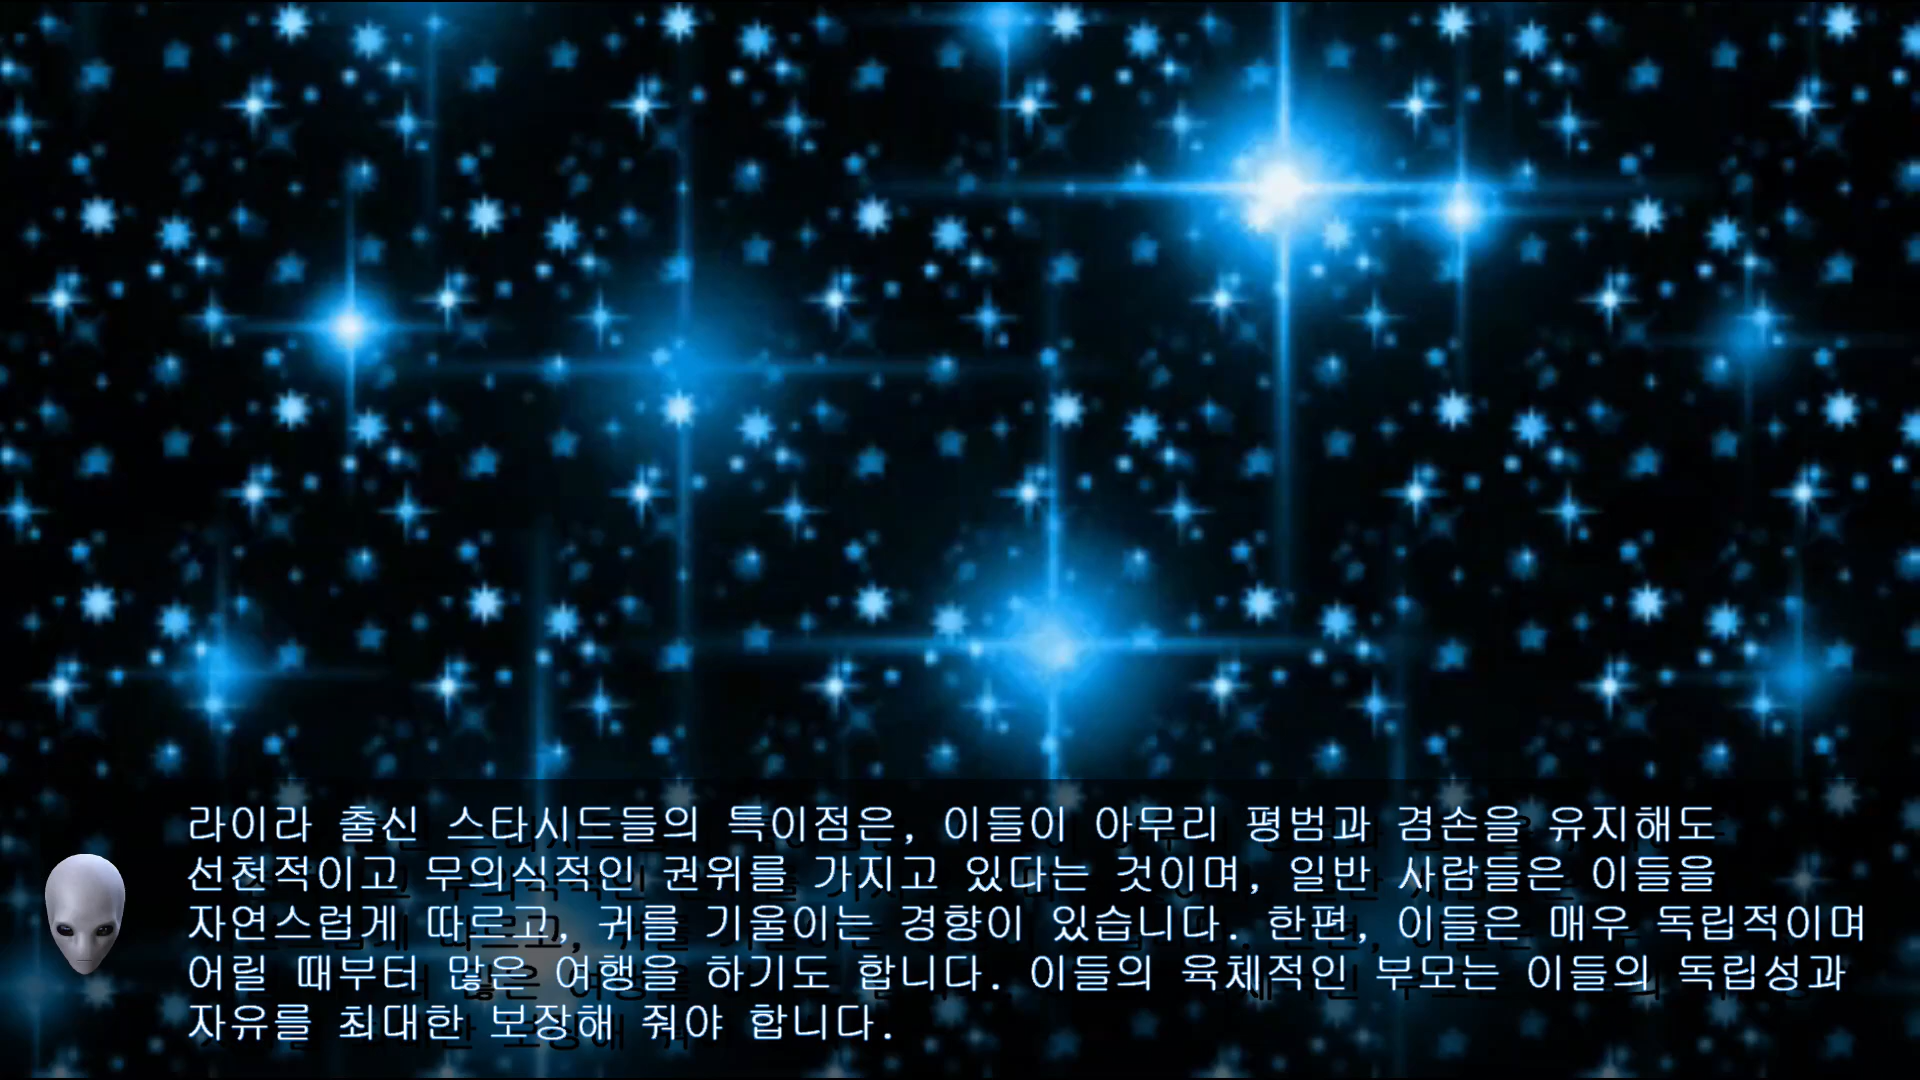 라이라 출신 스타시드들의 특이점은, 이들이 아무리 평범과 겸손을 유지해도
선천적이고 무의식적인 권위를 가지고 있다는 것이며, 일반 사람들은 이들을
자연스럽게 따르고, 귀를 기울이는 경향이 있습니다. 한편, 이들은 매우 독립적이며
어릴 때부터 많은 여행을 하기도 합니다. 이들의 육체적인 부모는 이들의 독립성과
자유를 최대한 보장해 줘야 합니다.